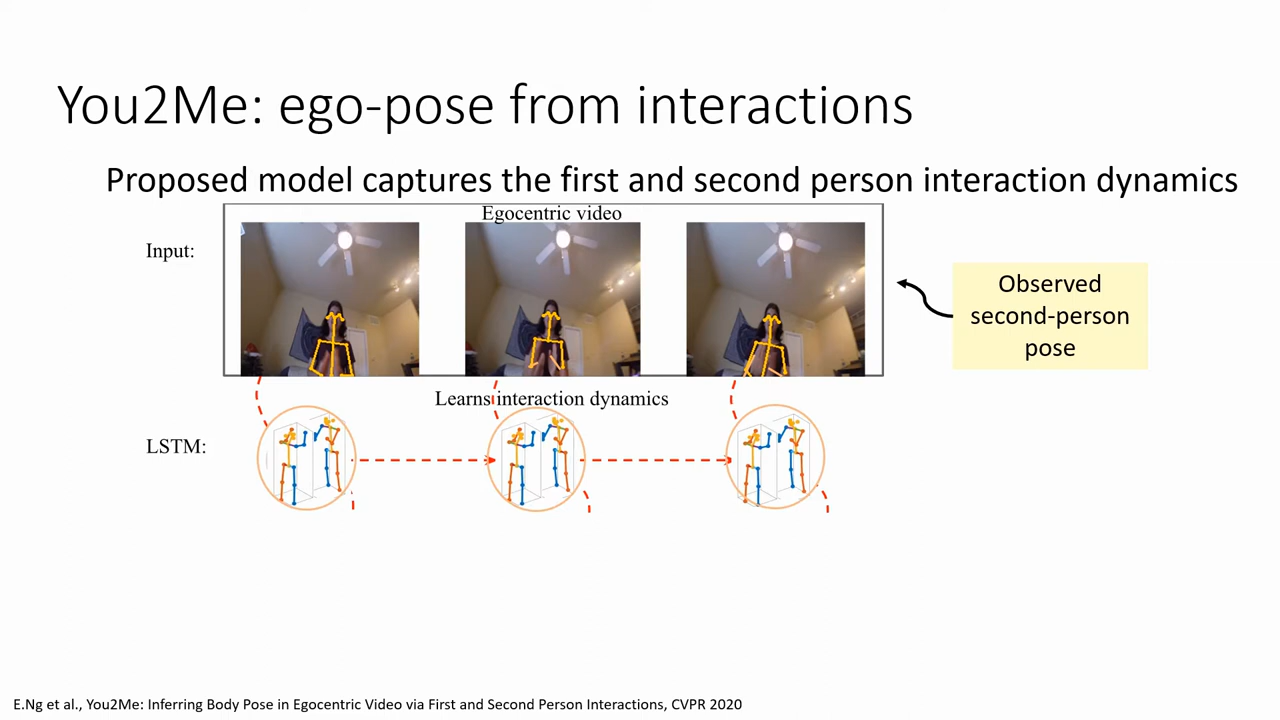 You2Me: ego-pose from interactions
Proposed model captures the first and second person interaction dynamics
Egocentric video
Input:
Observed
second-person
pose
Learns interaction dynamics
LSTM:
E.Ng et al., You2Me: Inferring Body Pose in Egocentric Video via First and Second Person Interactions, CVPR 2020